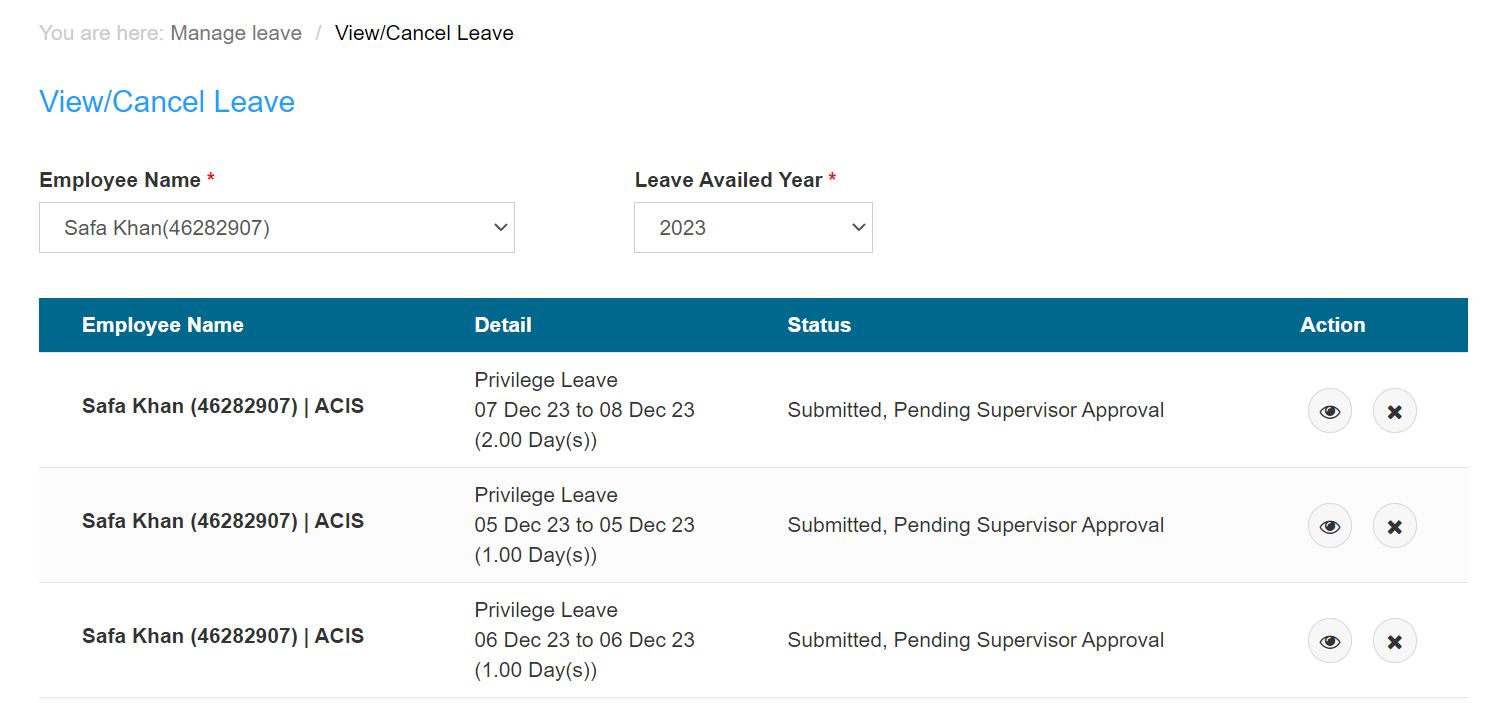 You are here: Manage leave / View/Cancel Leave
View/Cancel Leave
Employee Name * Leave Availed Year *
Safa Khan(46282907) 2023
Employee Name Detail Status Action
Privilege Leave
Safa Khan (46282907) | ACIS 07 Dec 23 to 08 Dec 23 Submitted, Pending Supervisor Approval
(2.00 Day(s))
Privilege Leave
Safa Khan (46282907) | ACIS 05 Dec 23 to 05 Dec 23 Submitted, Pending Supervisor Approval
(1.00 Day(s))
Privilege Leave
Safa Khan (46282907) | ACIS 06 Dec 23 to 06 Dec 23 Submitted, Pending Supervisor Approval
(1.00 Day(s))